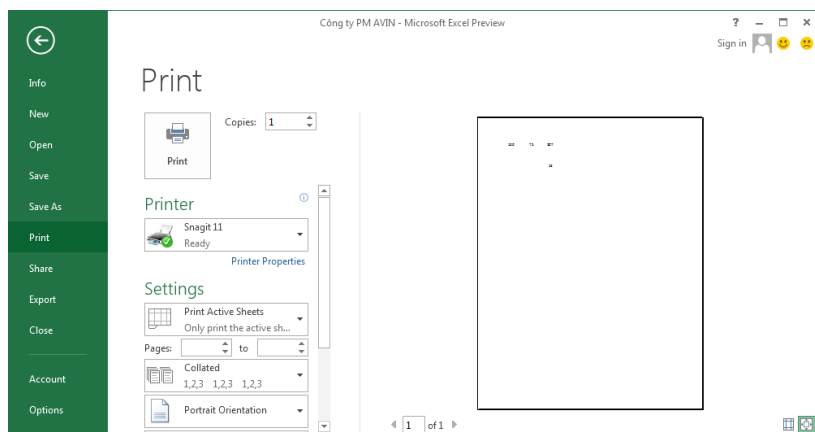 Công ty PM AVIN - Microsoft Excel Preview
?
Sign in
Info
New
Open
Save
Save As
Print
Share
Export
Close
Account
Options
Print
Copies: 1
Print
Printer
Snagit 11
Ready
Printer Properties
Settings
Print Active Sheets
Only print the active sh...
Pages: to
Collated
1,2,3 1,2,3 1,2,3
Portrait Orientation
1 of 1